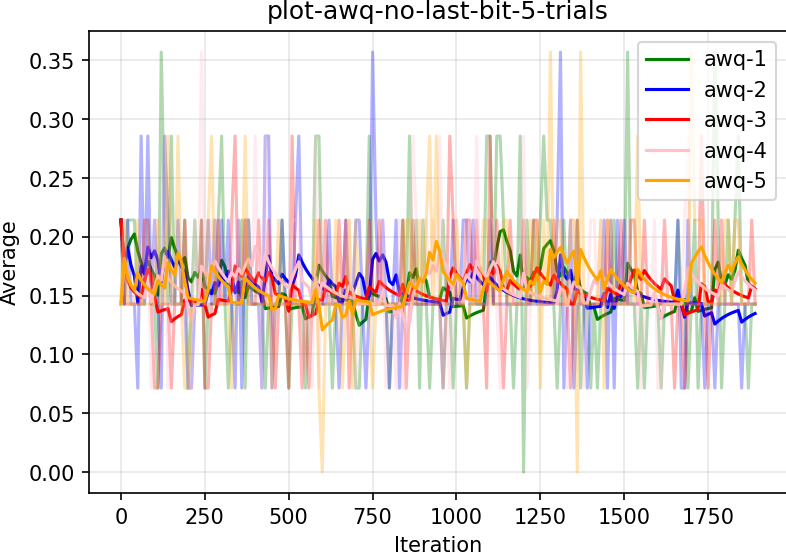 plot-awq-no-last-bit-5-trials
awq-1
awq-2
awq-3
awq-4
awq-5
Average
0.35
0.30
0.25
0.20
0.15
0.10
0.05
0.00
0 250 500 750 1000 1250 1500 1750
Iteration